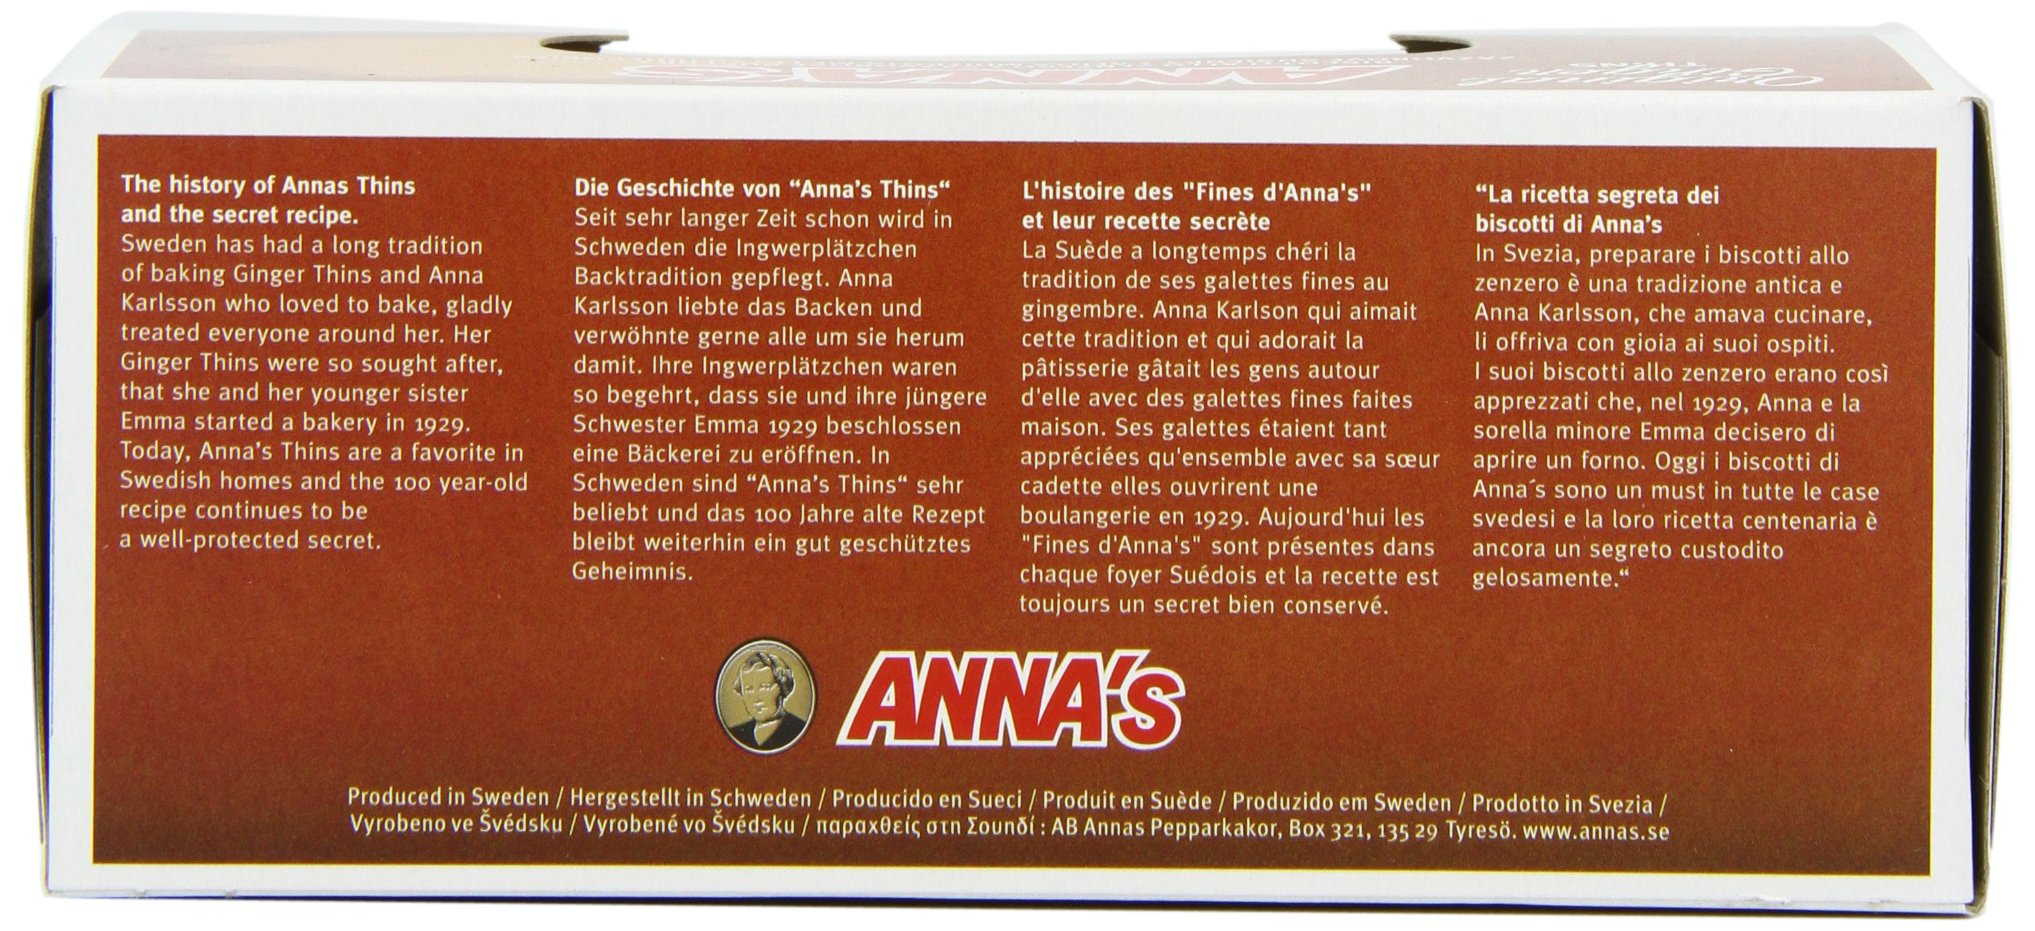 ANNA'S
Original
GINGER
THINS
The history of Annas Thins
and the secret recipe.
Sweden has had a long tradition
of baking Ginger Thins and Anna
Karlsson who loved to bake, gladly
treated everyone around her. Her
Ginger Thins were so sought after,
that she and her younger sister
Emma started a bakery in 1929.
Today, Anna’s Thins are a favorite in
Swedish homes and the 100 year-old
recipe continues to be
a well-protected secret.
Die Geschichte von “Anna’s Thins“
Seit sehr langer Zeit schon wird in
Schweden die Ingwerplätzchen
Backtradition gepflegt. Anna
Karlsson liebte das Backen und
verwöhnte gerne alle um sie herum
damit. Ihre Ingwerplätzchen waren
so begehrt, dass sie und ihre jüngere
Schwester Emma 1929 beschlossen
eine Bäckerei zu eröffnen. In
Schweden sind “Anna’s Thins“ sehr
beliebt und das 100 Jahre alte Rezept
bleibt weiterhin ein gut geschütztes
Geheimnis.
L'histoire des "Fines d'Anna's"
et leur recette secrète
La Suède a longtemps chéri la
tradition de ses galettes fines au
gingembre. Anna Karlson qui aimait
cette tradition et qui adorait la
pâtisserie gâtait les gens autour
d'elle avec des galettes fines faites
maison. Ses galettes étaient tant
appréciées qu'ensemble avec sa sœur
cadette elles ouvrirent une
boulangerie en 1929. Aujourd'hui les
"Fines d'Anna's" sont présentes dans
chaque foyer Suédois et la recette est
toujours un secret bien conservé.
“La ricetta segreta dei
biscotti di Anna’s
In Svezia, preparare i biscotti allo
zenzero è una tradizione antica e
Anna Karlsson, che amava cucinare,
li offriva con gioia ai suoi ospiti.
I suoi biscotti allo zenzero erano così
apprezzati che, nel 1929, Anna e la
sorella minore Emma decisero di
aprire un forno. Oggi i biscotti di
Anna´s sono un must in tutte le case
svedesi e la loro ricetta centenaria è
ancora un segreto custodito
gelosamente.“
ANNA’S
Produced in Sweden / Hergestellt in Schweden / Producido en Sueci / Produit en Suède / Produzido em Sweden / Prodotto in Svezia /
Vyrobeno ve Švédsku / Vyrobené vo Švédsku / παραχθείς στη Σουηδί : AB Annas Pepparkakor, Box 321, 135 29 Tyresö. www.annas.se